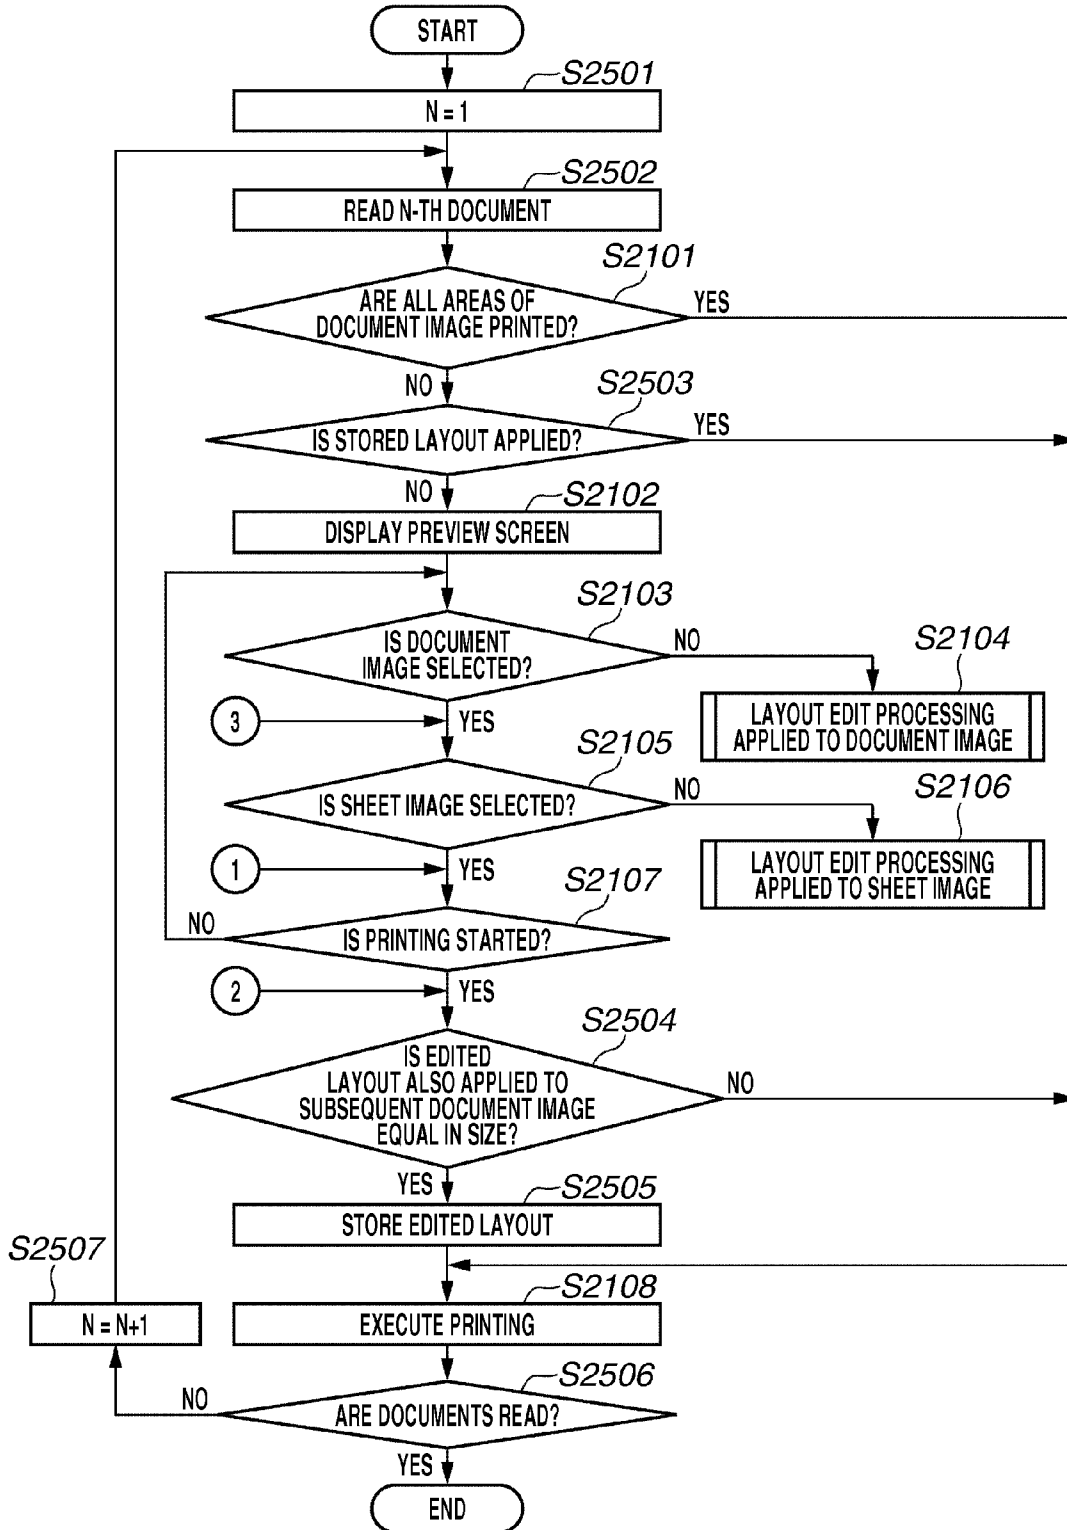 START
S2501
N = 1
S2502
READ N-TH DOCUMENT
S2101
ARE ALL AREAS OF
DOCUMENT IMAGE PRINTED?
YES
NO
S2503
IS STORED LAYOUT APPLIED?
YES
NO
S2102
DISPLAY PREVIEW SCREEN
S2103
IS DOCUMENT
IMAGE SELECTED?
NO
S2104
LAYOUT EDIT PROCESSING
APPLIED TO DOCUMENT IMAGE
3
YES
S2105
IS SHEET IMAGE SELECTED?
NO
S2106
LAYOUT EDIT PROCESSING
APPLIED TO SHEET IMAGE
1
YES
S2107
IS PRINTING STARTED?
NO
2
YES
S2504
IS EDITED
LAYOUT ALSO APPLIED TO
SUBSEQUENT DOCUMENT IMAGE
EQUAL IN SIZE?
NO
YES
S2505
STORE EDITED LAYOUT
S2507
N = N+1
S2108
EXECUTE PRINTING
S2506
ARE DOCUMENTS READ?
NO
YES
END